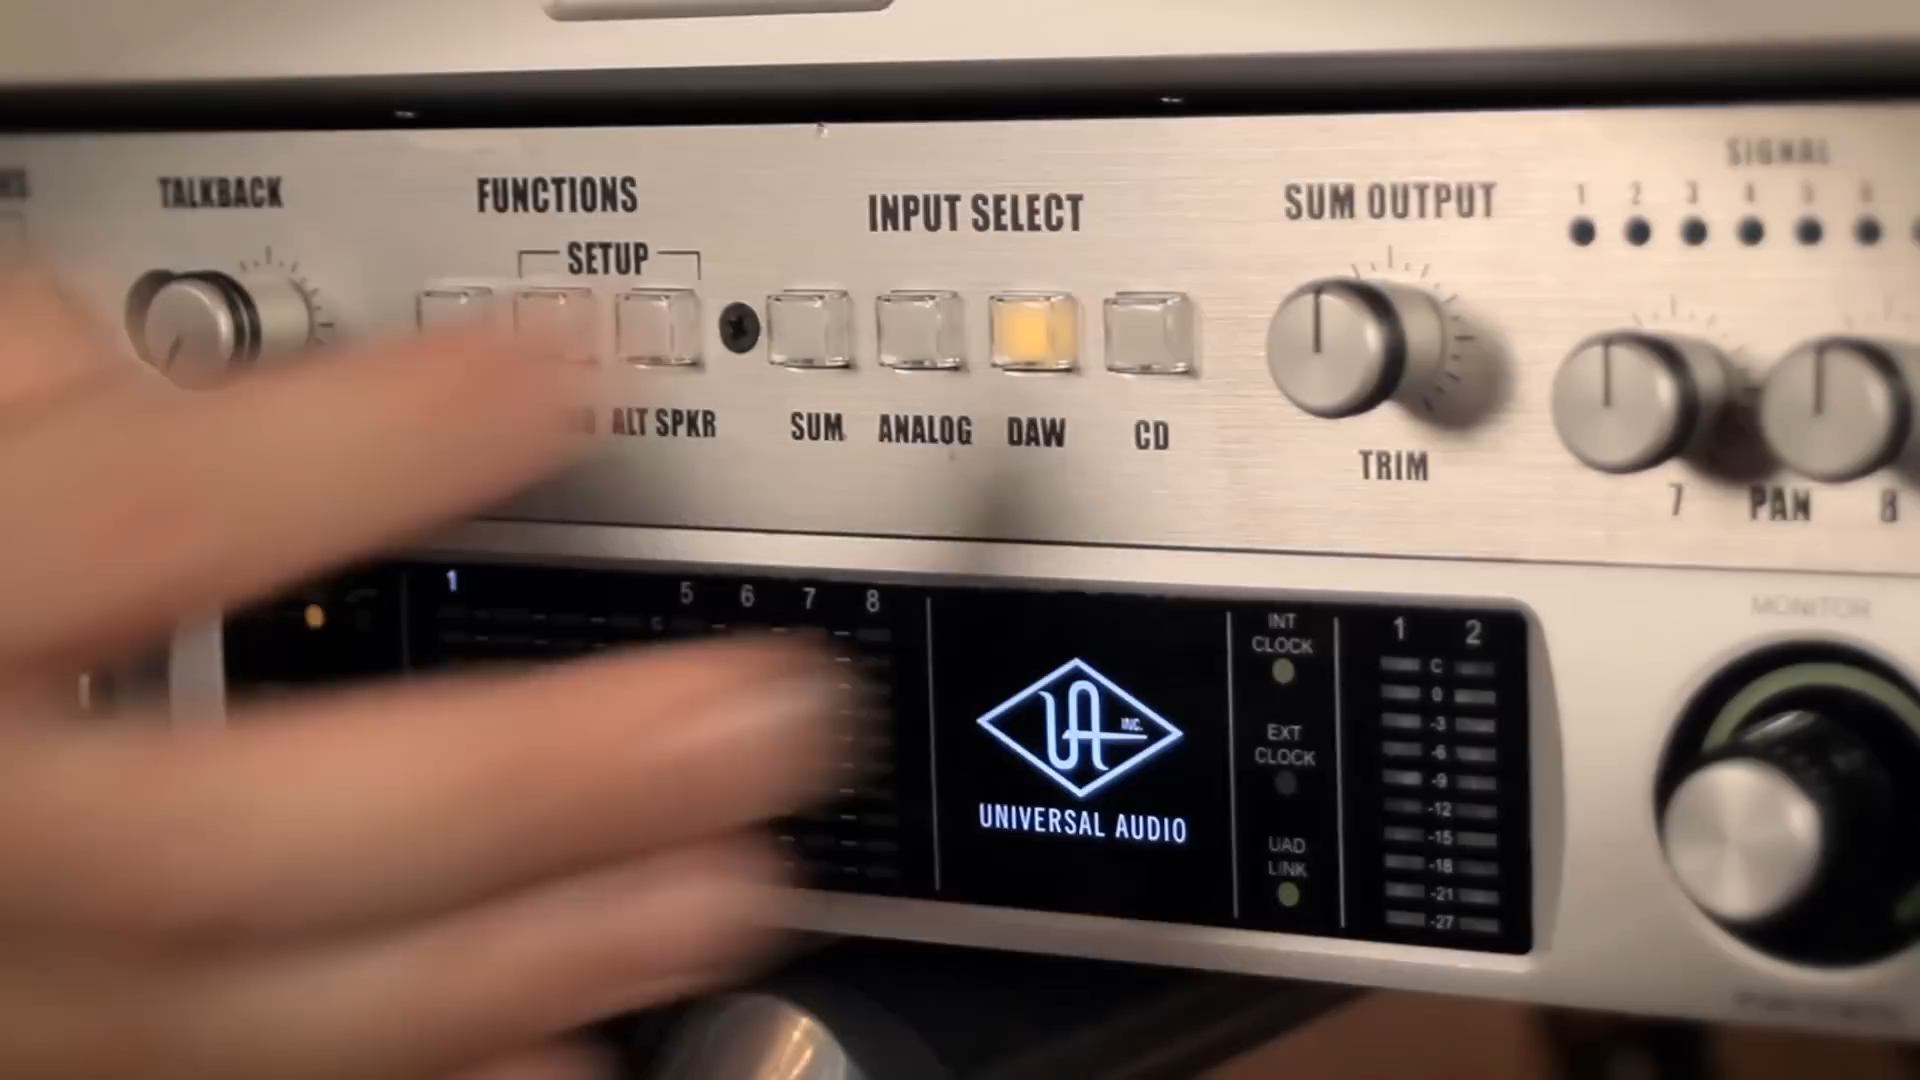 TALKBACK
FUNCTIONS
SETUP
ALT SPKR
INPUT SELECT
SUM
ANALOG
DAW
CD
SUM OUTPUT
TRIM
SIGNAL
1 2 3 4 5 6
7 PAN 8
MONITOR
1 5 6 7 8
C
UA INC.
UNIVERSAL AUDIO
INT
CLOCK
EXT
CLOCK
UAD
LINK
1 2
C
0
-3
-6
-9
-12
-15
-18
-21
-27